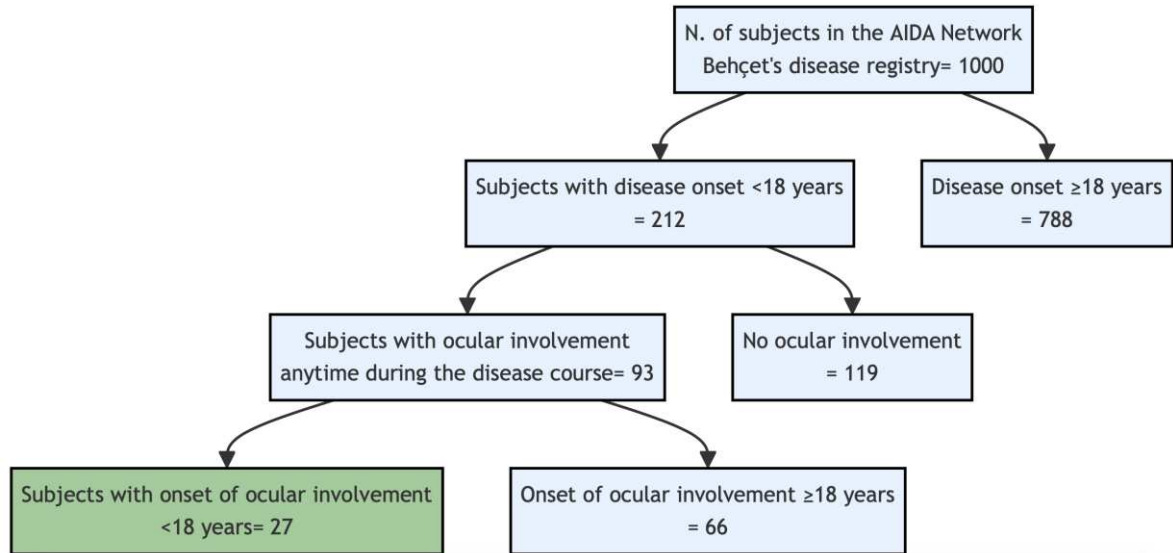 N. of subjects in the AIDA Network
Behçet's disease registry= 1000
Subjects with disease onset <18 years
= 212
Disease onset ≥18 years
= 788
Subjects with ocular involvement
anytime during the disease course= 93
No ocular involvement
= 119
Subjects with onset of ocular involvement
<18 years= 27
Onset of ocular involvement ≥18 years
= 66